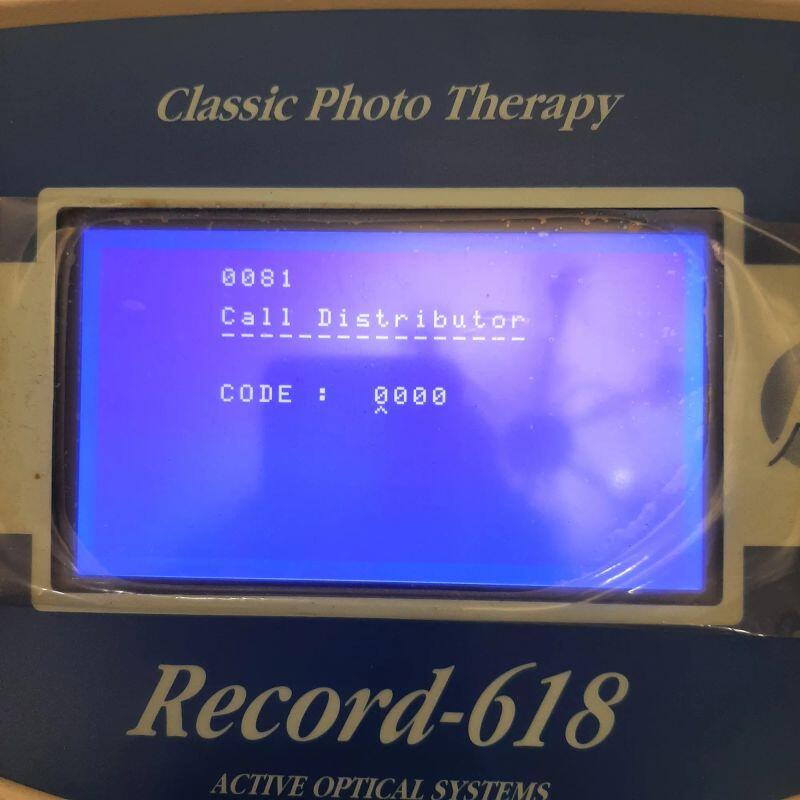 Classic Photo Therapy
0081
Call Distributor
CODE : 0000
Record-618
ACTIVE OPTICAL SYSTEMS